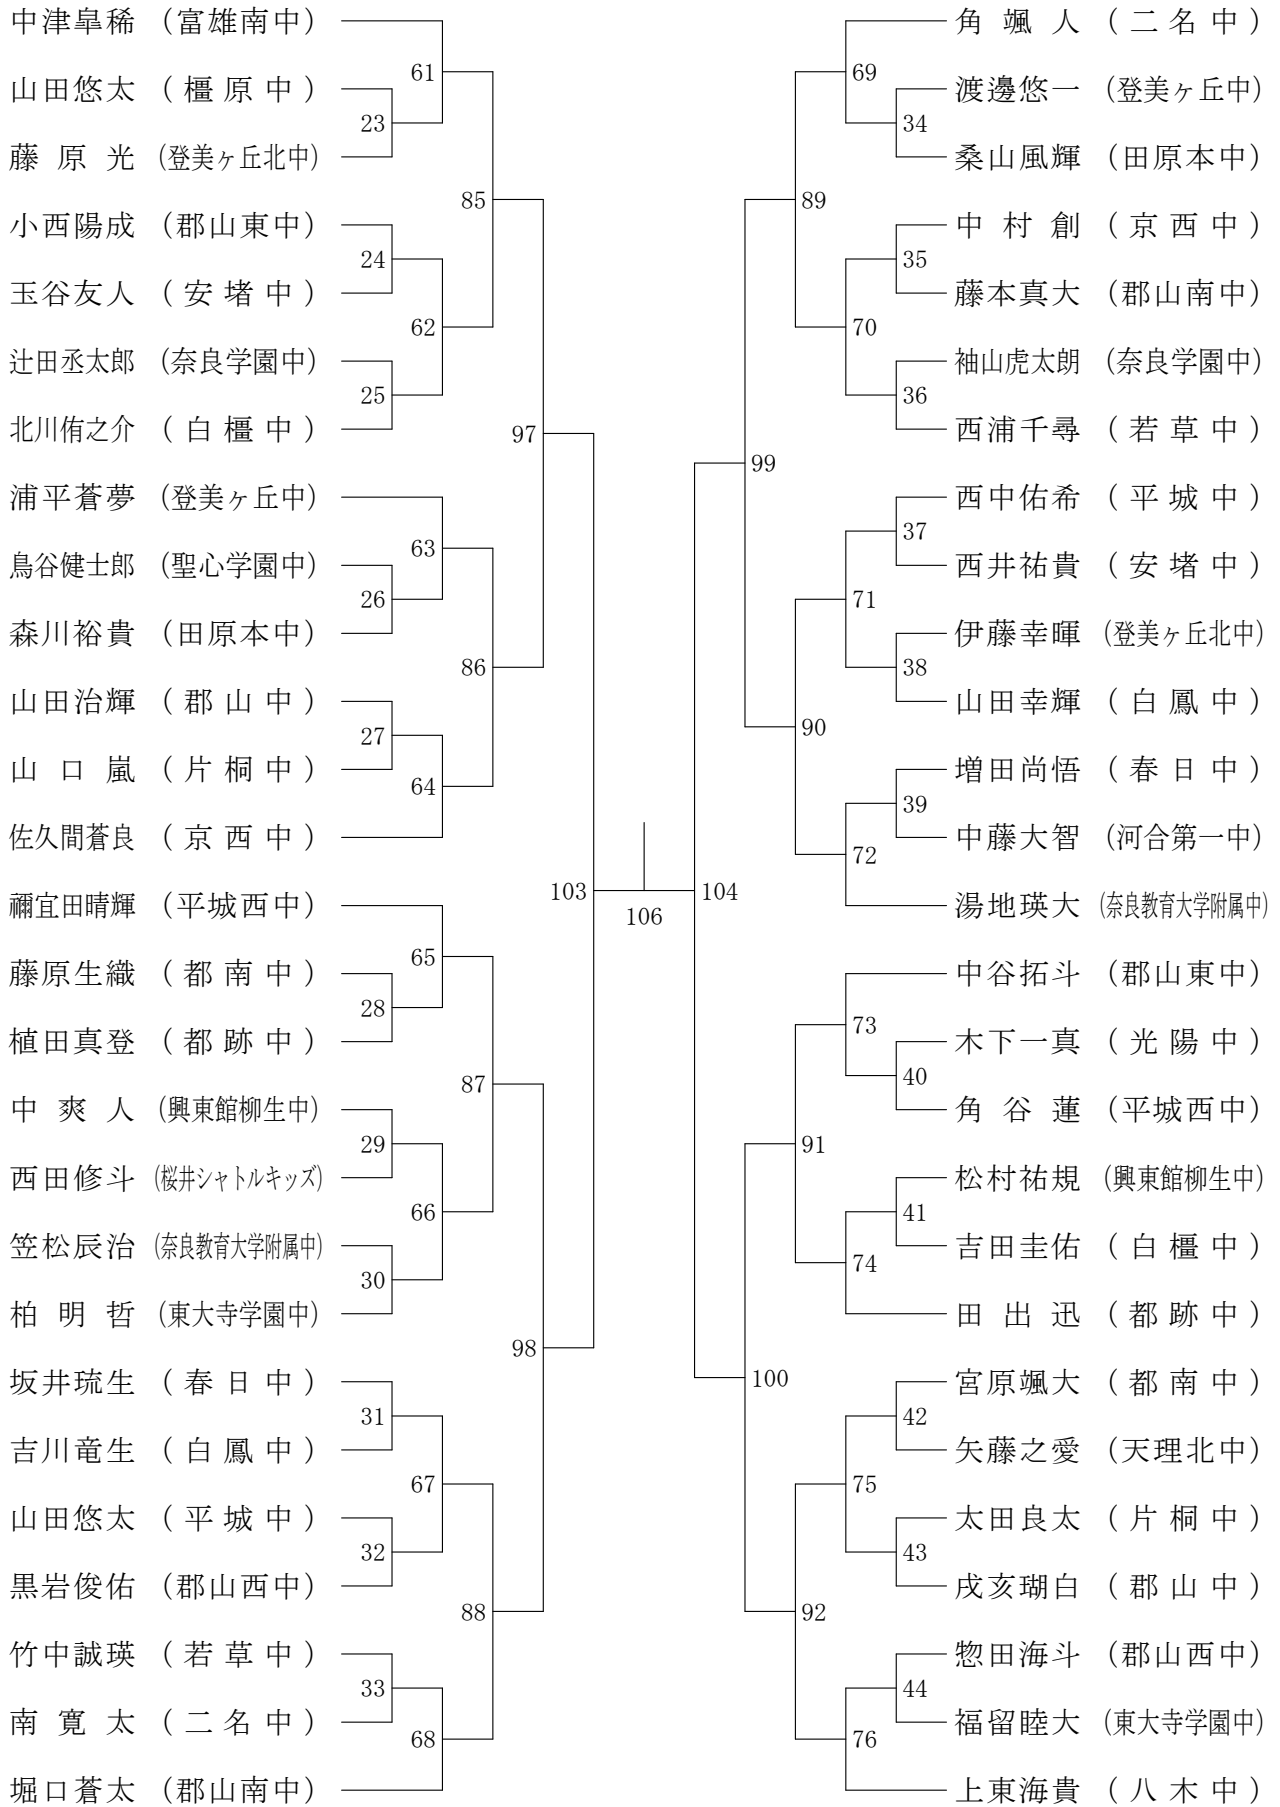 中津皐稀 (富雄南中)
61
山田悠太 (橿原中)
23
藤原光 (登美ヶ丘北中)
85
小西陽成 (郡山東中)
24
玉谷友人 (安堵中)
62
辻田丞太郎 (奈良学園中)
25
北川侑之介 (白橿中)
97
浦平蒼夢 (登美ヶ丘中)
63
鳥谷健士郎 (聖心学園中)
26
森川裕貴 (田原本中)
86
山田治輝 (郡山中)
27
山口嵐 (片桐中)
64
佐久間蒼良 (京西中)
103
禰宜田晴輝 (平城西中)
65
藤原生織 (都南中)
28
植田真登 (都跡中)
87
中爽人 (興東館柳生中)
29
西田修斗 (桜井シャトルキッズ)
66
笠松辰治 (奈良教育大学附属中)
30
柏明哲 (東大寺学園中)
98
坂井琉生 (春日中)
31
吉川竜生 (白鳳中)
67
山田悠太 (平城中)
32
黒岩俊佑 (郡山西中)
88
竹中誠瑛 (若草中)
33
南寛太 (二名中)
68
堀口蒼太 (郡山南中)
106
角颯人 (二名中)
69
渡邊悠一 (登美ヶ丘中)
34
桑山風輝 (田原本中)
89
中村創 (京西中)
35
藤本真大 (郡山南中)
70
袖山虎太朗 (奈良学園中)
36
西浦千尋 (若草中)
99
西中佑希 (平城中)
37
西井祐貴 (安堵中)
71
伊藤幸暉 (登美ヶ丘北中)
38
山田幸輝 (白鳳中)
90
増田尚悟 (春日中)
39
中藤大智 (河合第一中)
72
湯地瑛大 (奈良教育大学附属中)
104
中谷拓斗 (郡山東中)
73
木下一真 (光陽中)
40
角谷蓮 (平城西中)
91
松村祐規 (興東館柳生中)
41
吉田圭佑 (白橿中)
74
田出迅 (都跡中)
100
宮原颯大 (都南中)
42
矢藤之愛 (天理北中)
75
太田良太 (片桐中)
43
戌亥瑚白 (郡山中)
92
惣田海斗 (郡山西中)
44
福留睦大 (東大寺学園中)
76
上東海貴 (八木中)